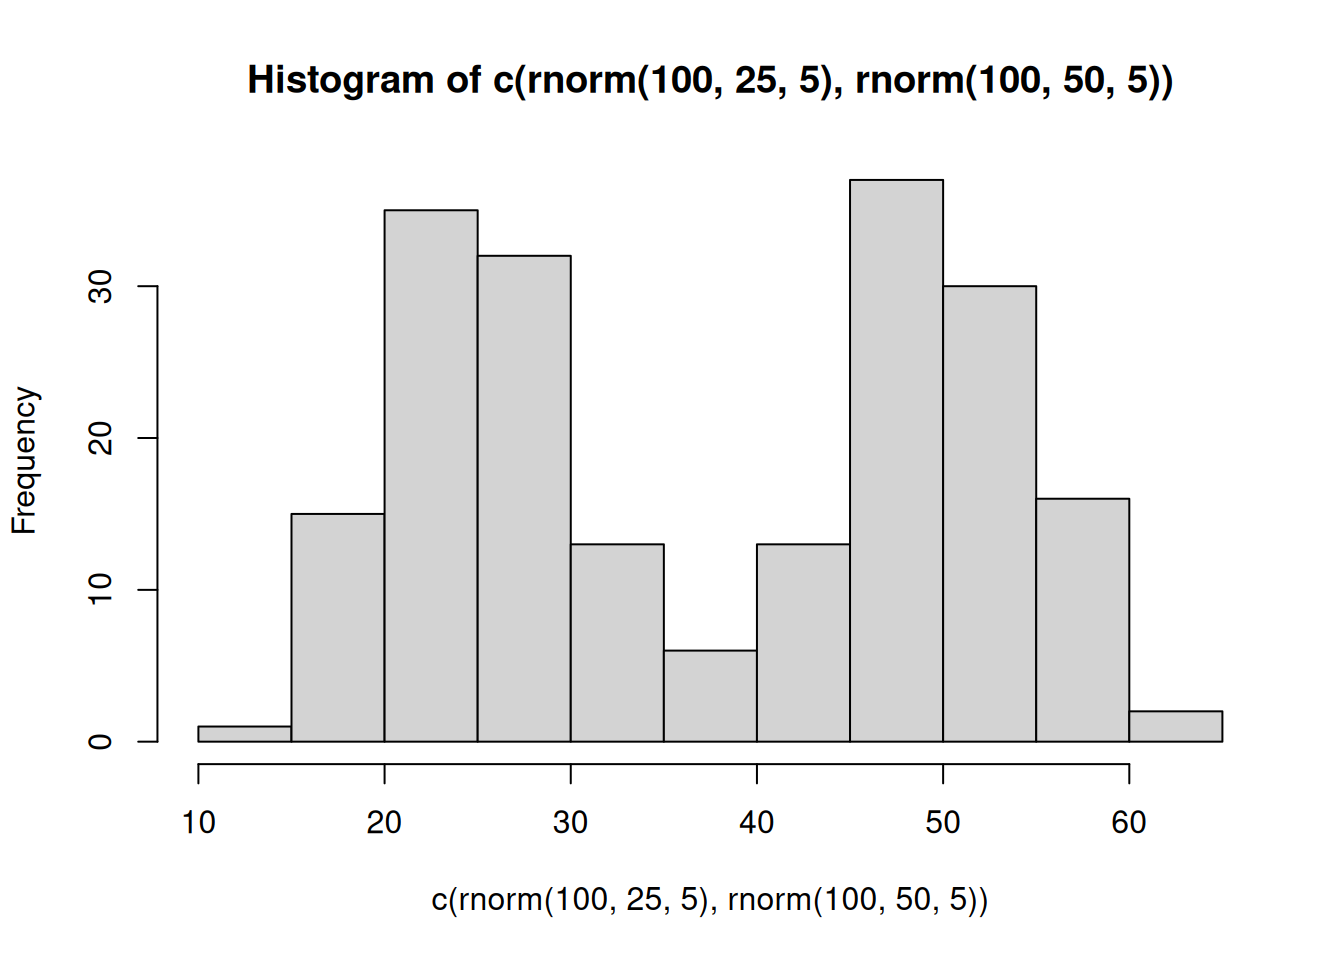 Histogram of c(rnorm(100, 25, 5), rnorm(100, 50, 5))
Frequency
30
20
10
0
10 20 30 40 50 60
c(rnorm(100, 25, 5), rnorm(100, 50, 5))